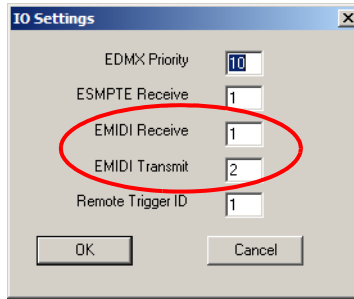 IO Settings
EDMX Priority 10
ESMPTE Receive 1
EMIDI Receive 1
EMIDI Transmit 2
Remote Trigger ID 1
OK Cancel